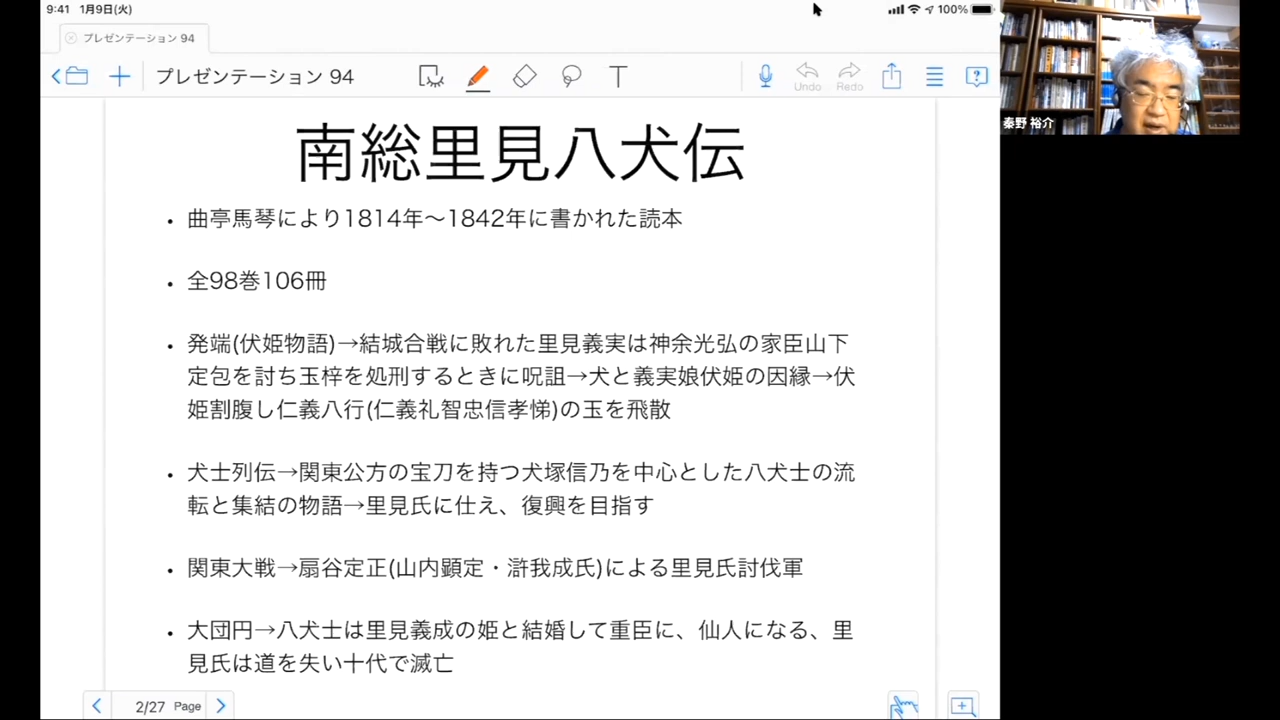 9:41 1月9日(火)
100%
プレゼンテーション 94
プレゼンテーション 94
Undo
Redo
秦野 裕介
南総里見八犬伝
• 曲亭馬琴により1814年〜1842年に書かれた読本
• 全98巻106冊
• 発端(伏姫物語)→結城合戦に敗れた里見義実は神余光弘の家臣山下
定包を討ち玉梓を処刑するときに呪詛→犬と義実娘伏姫の因縁→伏
姫割腹し仁義八行(仁義礼智忠信孝悌)の玉を飛散
• 犬士列伝→関東公方の宝刀を持つ犬塚信乃を中心とした八犬士の流
転と集結の物語→里見氏に仕え、復興を目指す
• 関東大戦→扇谷定正(山内顕定・滸我成氏)による里見氏討伐軍
• 大団円→八犬士は里見義成の姫と結婚して重臣に、仙人になる、里
見氏は道を失い十代で滅亡
2/27 Page